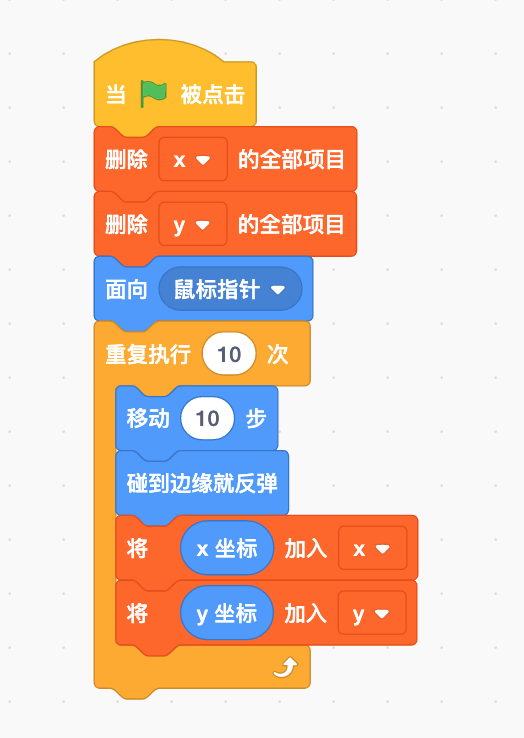 当 被点击
删除 x 的全部项目
删除 y 的全部项目
面向 鼠标指针
重复执行 10 次
移动 10 步
碰到边缘就反弹
将 x 坐标 加入 x
将 y 坐标 加入 y